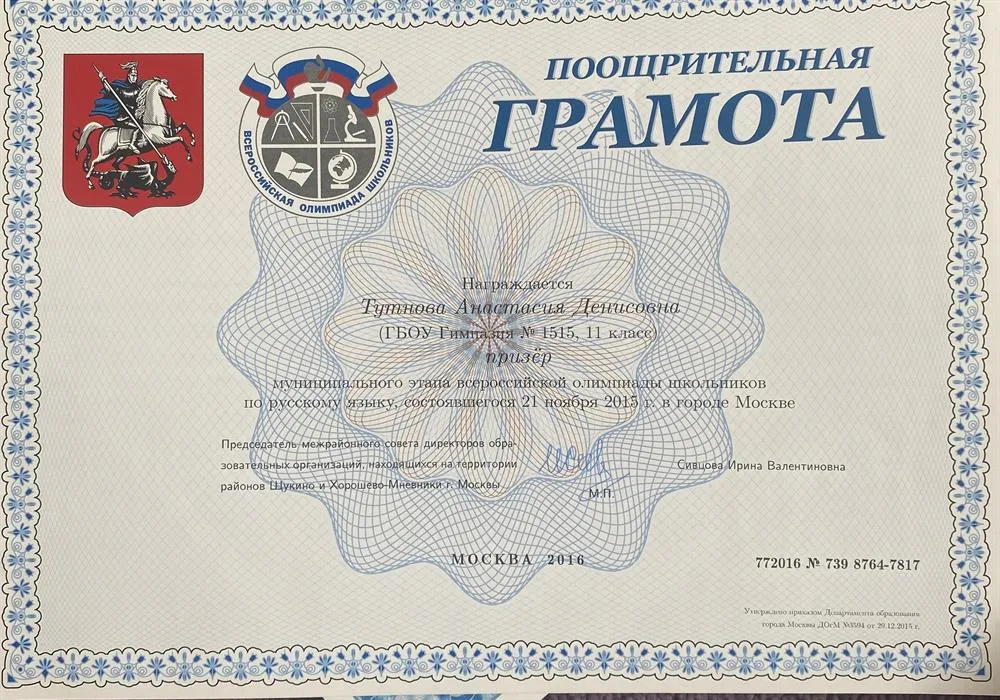 ВСЕРОССИЙСКАЯ ОЛИМПИАДА ШКОЛЬНИКОВ
ПООЩРИТЕЛЬНАЯ
ГРАМОТА
Награждается
Тутнова Анастасия Денисовна
(ГБОУ Гимназия № 1515, 11 класс)
призёр
муниципального этапа всероссийской олимпиады школьников
по русскому языку, состоявшегося 21 ноября 2015 г. в городе Москве
Председатель межрайонного совета директоров обра-
зовательных организаций, находящихся на территории
районов Щукино и Хорошево-Мневники г. Москвы
Сивцова Ирина Валентиновна
М.П.
МОСКВА 2016
772016 № 739 8764-7817
Утверждено приказом Департамента образования
города Москвы ДОгМ №3594 от 29.12.2015 г.